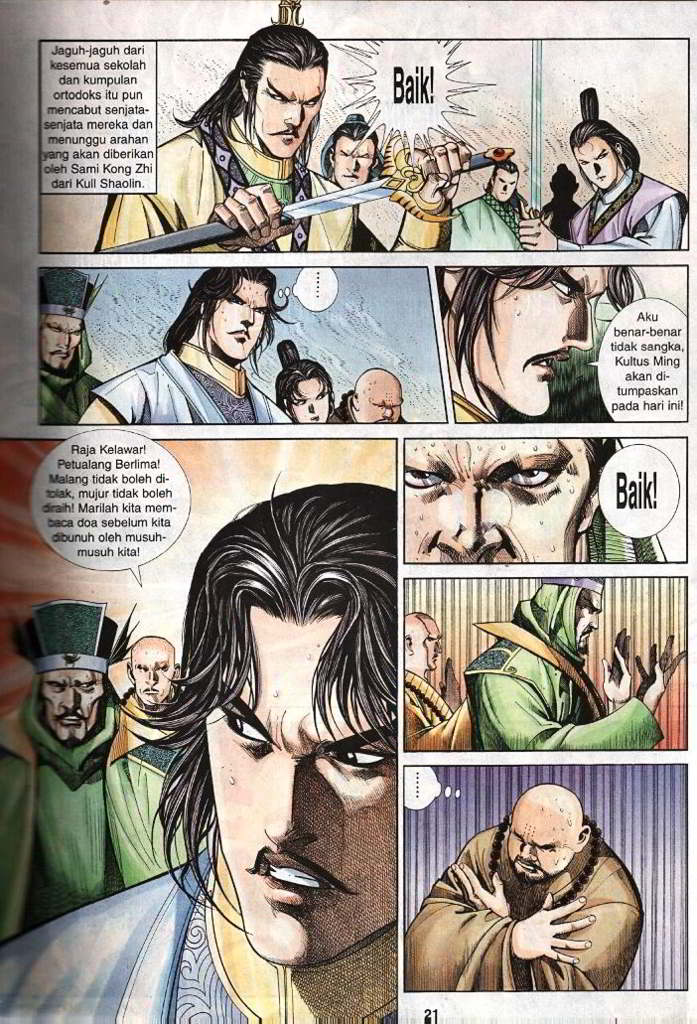 Jaguh-jaguh dari
kesemua sekolah
dan kumpulan
ortodoks itu pun
mencabut senjata-
senjata mereka dan
menunggu arahan
yang akan diberikan
oleh Sami Kong Zhi
dari Kuil Shaolin.
Baik!
......
Aku
benar-benar
tidak sangka,
Kultus Ming
akan di-
tumpaskan
pada hari ini!
Raja Kelawar!
Petualang Berlima!
Malang tidak boleh di-
tolak, mujur tidak boleh
diraih! Marilah kita mem-
baca doa sebelum kita
dibunuh oleh musuh-
musuh kita!
Baik!
......
21